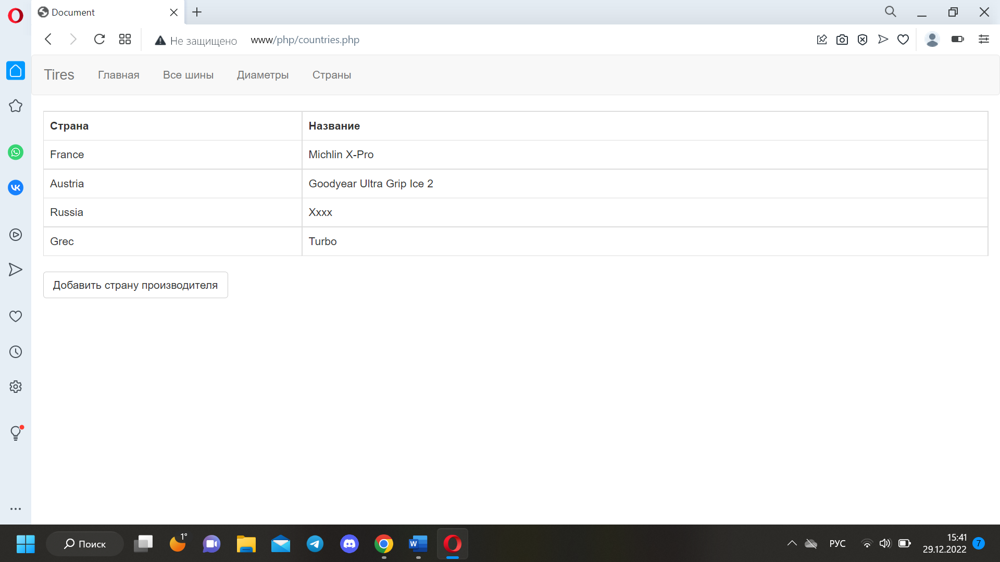 Document
Не защищено www/php/countries.php
Tires Главная Все шины Диаметры Страны
Страна Название
France Michlin X-Pro
Austria Goodyear Ultra Grip Ice 2
Russia Xxxx
Grec Turbo
Добавить страну производителя
Поиск 1° W РУС 15:41 7
29.12.2022